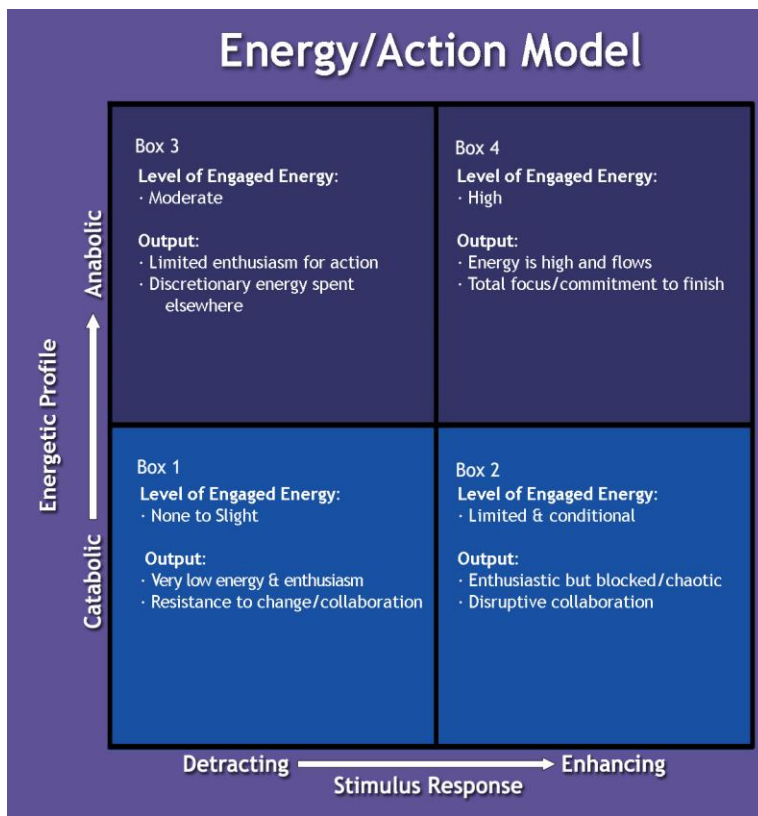 Energy/Action Model
Box 3
Level of Engaged Energy:
· Moderate
Output:
· Limited enthusiasm for action
· Discretionary energy spent
elsewhere
Box 4
Level of Engaged Energy:
· High
Output:
· Energy is high and flows
· Total focus/commitment to finish
Energetic Profile
Catabolic
Anabolic
Box 1
Level of Engaged Energy:
· None to Slight
Output:
· Very low energy & enthusiasm
· Resistance to change/collaboration
Box 2
Level of Engaged Energy:
· Limited & conditional
Output:
· Enthusiastic but blocked/chaotic
· Disruptive collaboration
Detracting
Enhancing
Stimulus Response